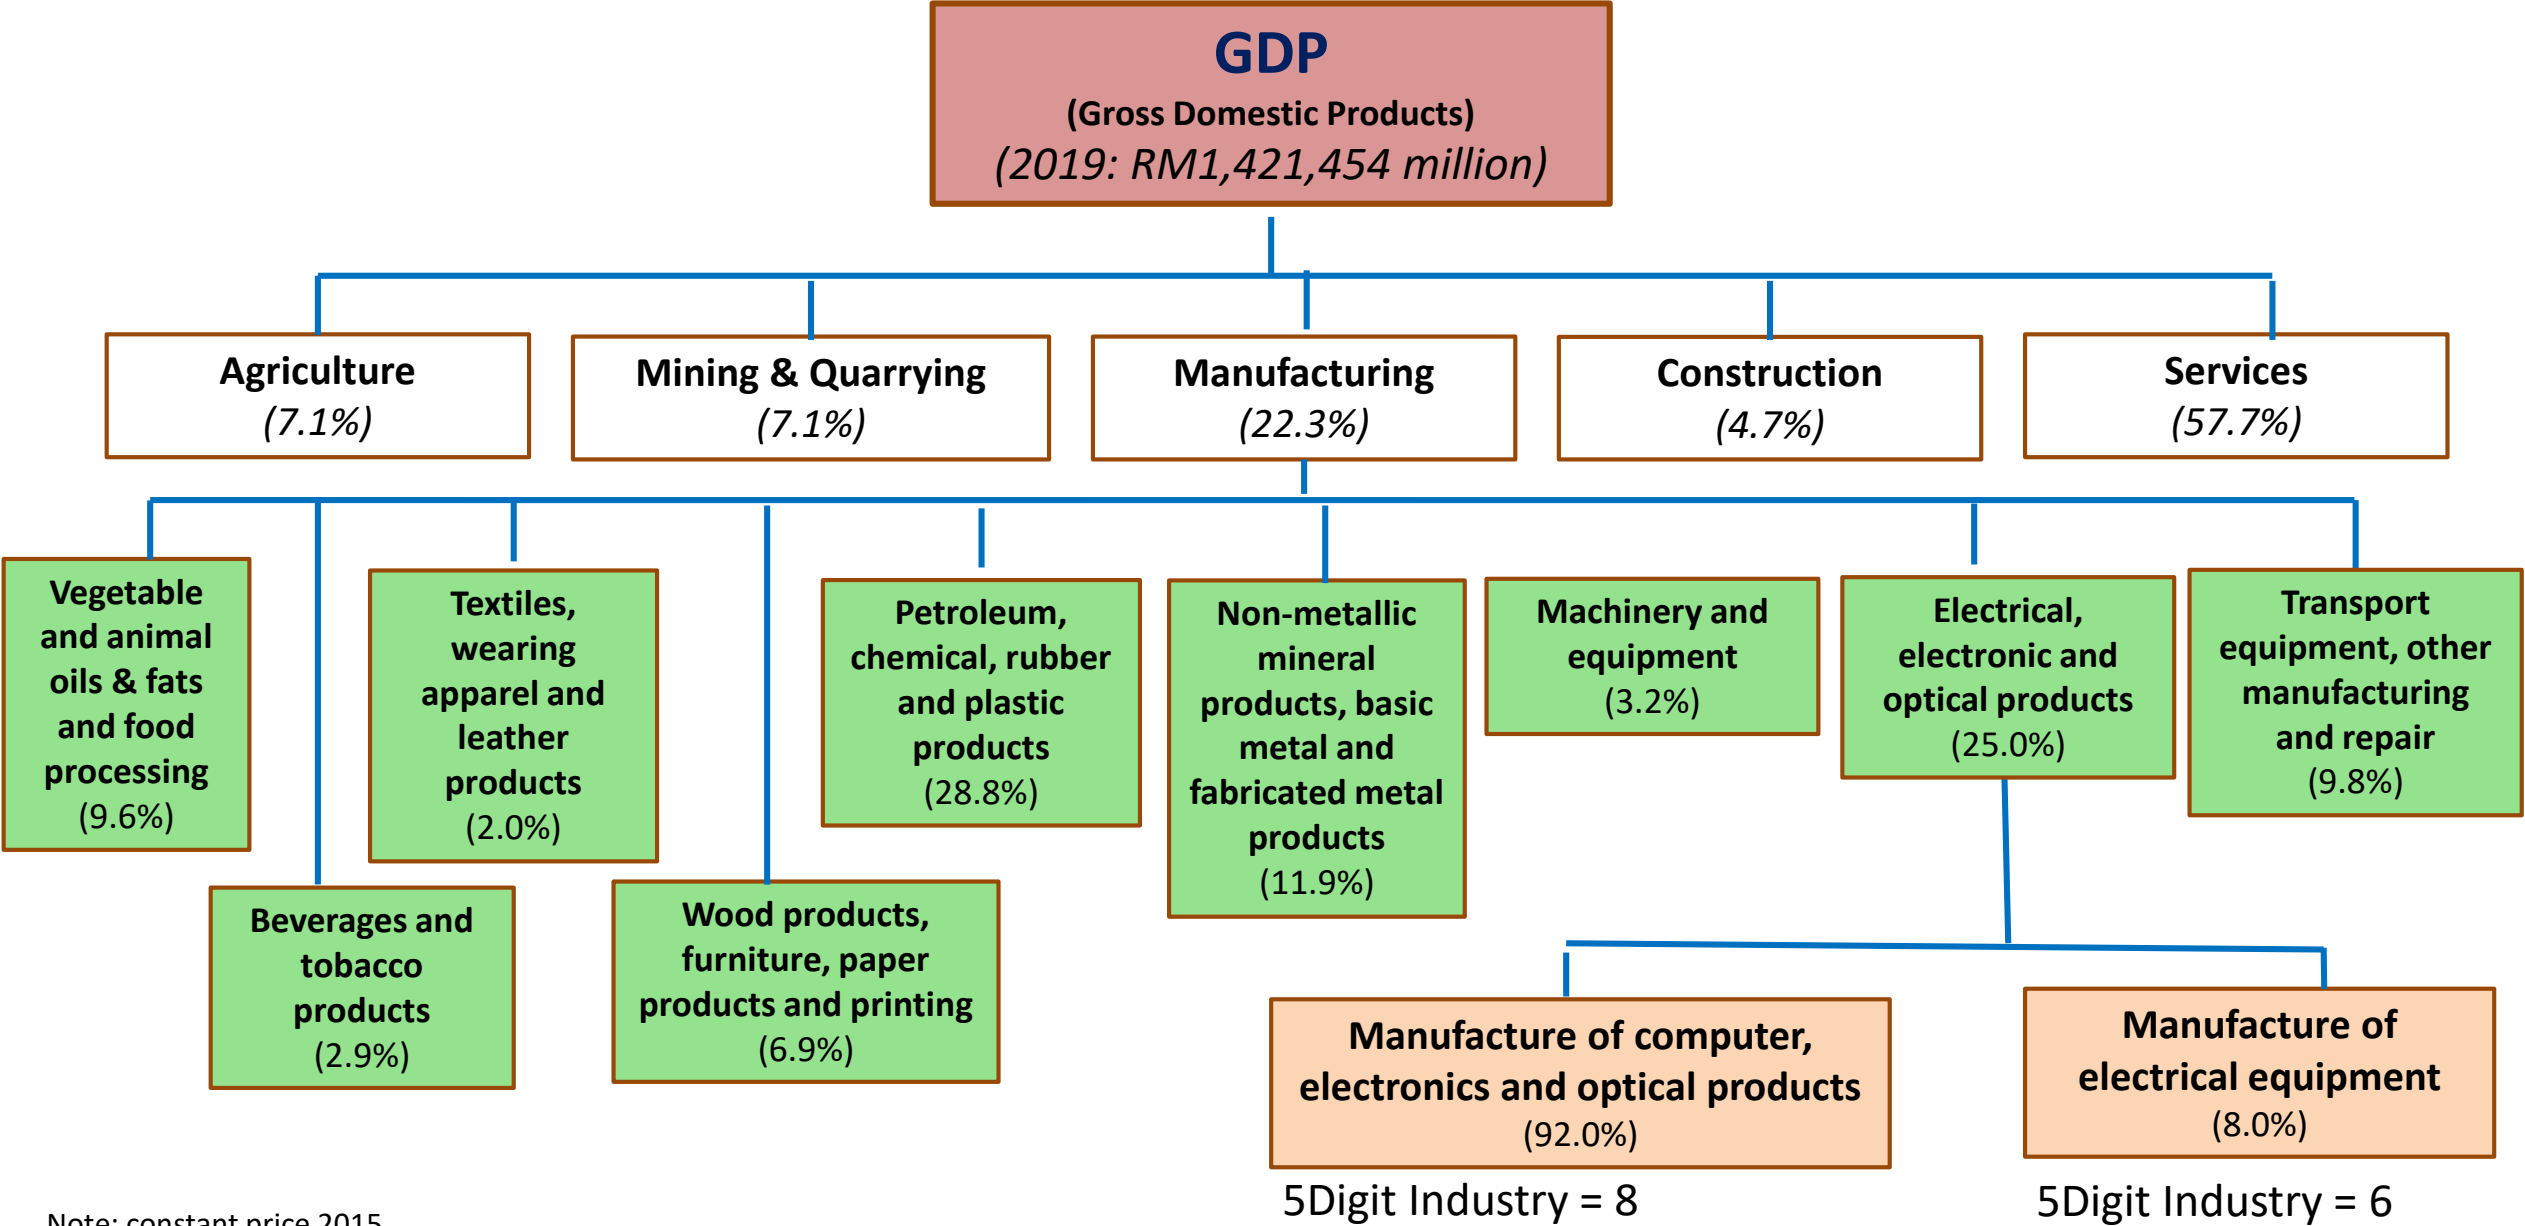 GDP
(Gross Domestic Products)
(2019: RM1,421,454 million)
Agriculture
(7.1%)
Mining & Quarrying
(7.1%)
Manufacturing
(22.3%)
Construction
(4.7%)
Services
(57.7%)
Vegetable
and animal
oils & fats
and food
processing
(9.6%)
Beverages and
tobacco
products
(2.9%)
Textiles,
wearing
apparel and
leather
products
(2.0%)
Wood products,
furniture, paper
products and printing
(6.9%)
Petroleum,
chemical, rubber
and plastic
products
(28.8%)
Non-metallic
mineral
products, basic
metal and
fabricated metal
products
(11.9%)
Machinery and
equipment
(3.2%)
Electrical,
electronic and
optical products
(25.0%)
Transport
equipment, other
manufacturing
and repair
(9.8%)
Manufacture of computer,
electronics and optical products
(92.0%)
5Digit Industry = 8
Manufacture of
electrical equipment
(8.0%)
5Digit Industry = 6
Note: constant price 2015